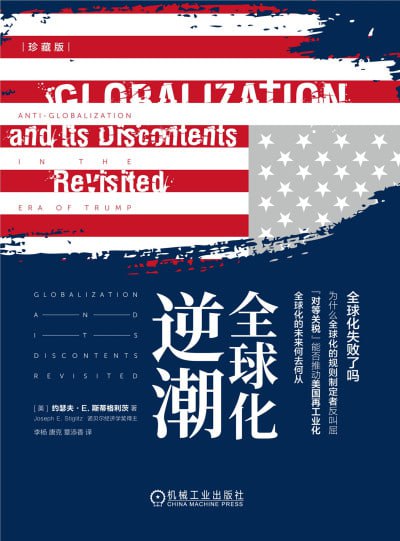 珍藏版
GLOBALIZATION
ANTI-GLOBALIZATION
and Its Discontents
IN THE
Revisited
ERA OF TRUMP
GLOBALIZATION
AND
ITS
DISCONTENTS
REVISITED
全球化
逆潮
全球化失败了吗
为什么全球化的规则制定者反叫屈
「对等关税」能否推动美国再工业化
全球化的未来何去何从
[美] 约瑟夫·E. 斯蒂格利茨 著
Joseph E. Stiglitz 诺贝尔经济学奖得主
李杨 唐克 章添香 译
机械工业出版社
CHINA MACHINE PRESS